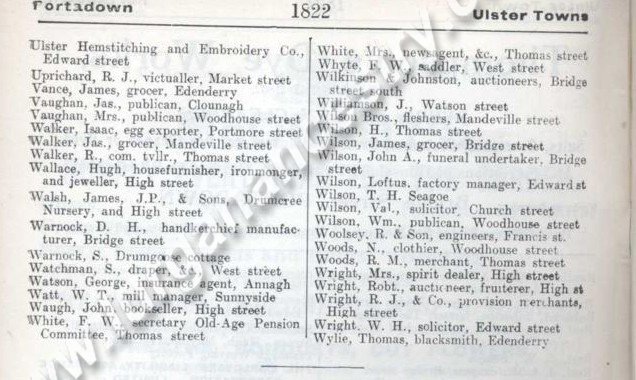 Portadown
1822
Ulster Towns
Ulster Hemstitching and Embroidery Co.,
Edward street
Uprichard, R. J., victualler, Market street
Vance, James, grocer, Edenderry
Vaughan, Jas., publican, Clounagh
Vaughan, Mrs., publican, Woodhouse street
Walker, Isaac, egg exporter, Portmore street
Walker, Jas., grocer, Mandeville street
Walker, R., com. tvllr., Thomas street
Wallace, Hugh, housefurnisher, ironmonger,
and jeweller, High street
Walsh, James, J.P., & Sons, Drumcree
Nursery, and High street
Warnock, D. H., handkerchief manufac-
turer, Bridge street
Warnock, S., Drumgor cottage
Watchman, S., draper, West street
Watson, George, insurance agent, Annagh
Watt, W. T., mill manager, Sunnyside
Waugh, John, bookseller, High street
White, F. W., secretary Old-Age Pension
Committee, Thomas street
White, Mrs., newsagent, &c., Thomas street
Whyte, F. W., saddler, West street
Wilkinson & Johnston, auctioneers, Bridge
street south
Williamson, J., Watson street
Wilson Bros., fleshers, Mandeville street
Wilson, H., Thomas street
Wilson, James, grocer, Bridge street
Wilson, John A., funeral undertaker, Bridge
street
Wilson, Loftus, factory manager, Edward st
Wilson, T. H. Seagoe
Wilson, Val., solicitor, Church street
Wilson, Wm., publican, Woodhouse street
Woolsey, R. & Son, engineers, Francis st.
Woods, N., clothier, Woodhouse street
Woods, R. M., merchant, Thomas street
Wright, Mrs., spirit dealer, High street
Wright, Robt., auctioneer, fruiterer, High st
Wright, R. J., & Co., provision merchants,
High street
Wright, W. H., solicitor, Edward street
Wylie, Thomas, blacksmith, Edenderry